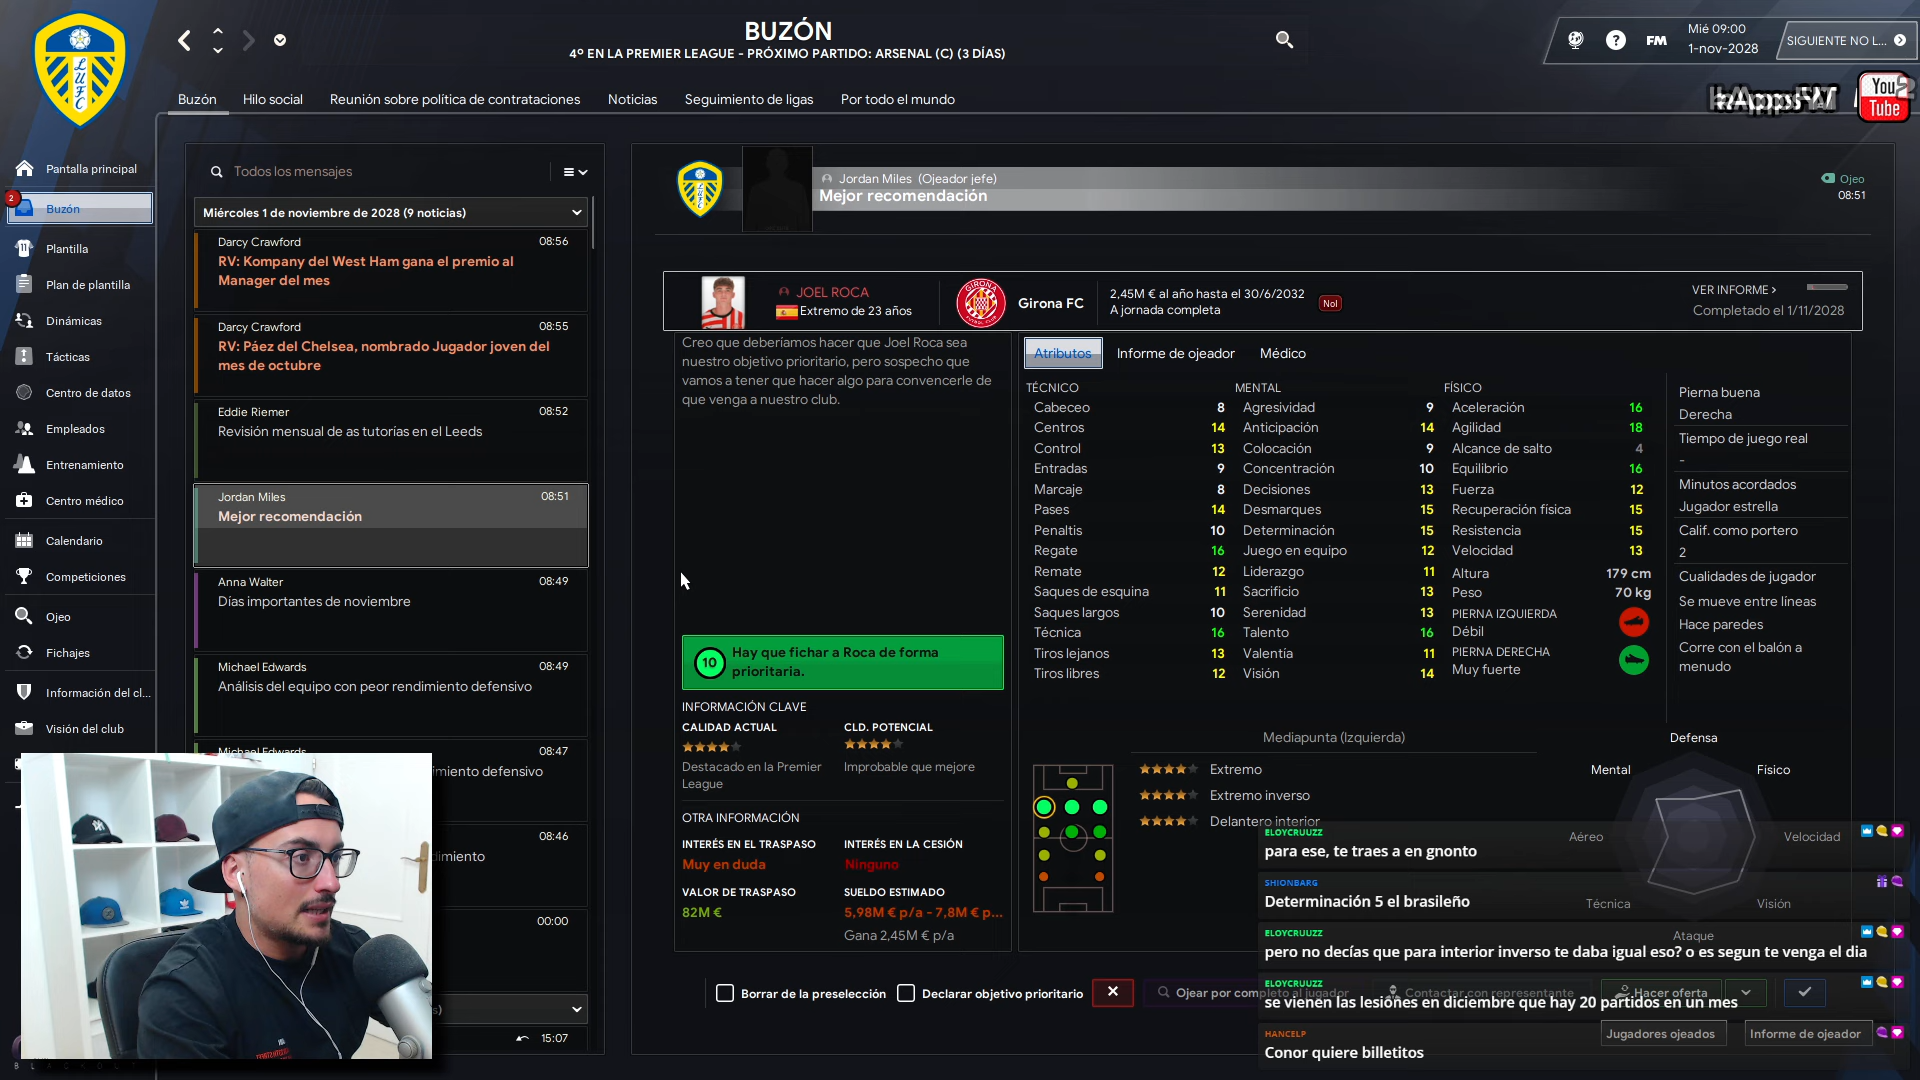 LUFC
BUZÓN
4º EN LA PREMIER LEAGUE - PRÓXIMO PARTIDO: ARSENAL (C) (3 DÍAS)
FM
Mié 09:00
1-nov-2028
SIGUIENTE NO L...
Buzón
Hilo social
Reunión sobre política de contrataciones
Noticias
Seguimiento de ligas
Por todo el mundo
You
Tube
Pantalla principal
2
Buzón
Plantilla
Plan de plantilla
Dinámicas
Tácticas
Centro de datos
Empleados
Entrenamiento
Centro médico
Calendario
Competiciones
Ojeo
Fichajes
Información del cl...
Visión del club
Todos los mensajes
Miércoles 1 de noviembre de 2028 (9 noticias)
Darcy Crawford 08:56
RV: Kompany del West Ham gana el premio al
Manager del mes
Darcy Crawford 08:55
RV: Páez del Chelsea, nombrado Jugador joven del
mes de octubre
Eddie Riemer 08:52
Revisión mensual de as tutorías en el Leeds
Jordan Miles 08:51
Mejor recomendación
Anna Walter 08:49
Días importantes de noviembre
Michael Edwards 08:49
Análisis del equipo con peor rendimiento defensivo
Michael Edwards 08:47
imiento defensivo
08:46
dimiento
00:00
15:07
Jordan Miles (Ojeador jefe)
Mejor recomendación
Ojeo
08:51
JOEL ROCA
Extremo de 23 años
GIRONA
Girona FC
2,45M € al año hasta el 30/6/2032
A jornada completa
NoI
VER INFORME >
Completado el 1/11/2028
Creo que deberíamos hacer que Joel Roca sea
nuestro objetivo prioritario, pero sospecho que
vamos a tener que hacer algo para convencerle de
que venga a nuestro club.
10
Hay que fichar a Roca de forma
prioritaria.
INFORMACIÓN CLAVE
CALIDAD ACTUAL
CLD. POTENCIAL
Destacado en la Premier
League
Improbable que mejore
OTRA INFORMACIÓN
INTERÉS EN EL TRASPASO
INTERÉS EN LA CESIÓN
Muy en duda
Ninguno
VALOR DE TRASPASO
SUELDO ESTIMADO
82M €
5,98M € p/a - 7,8M € p...
Gana 2,45M € p/a
Atributos
Informe de ojeador
Médico
TÉCNICO
Cabeceo 8
Centros 14
Control 13
Entradas 9
Marcaje 8
Pases 14
Penaltis 10
Regate 16
Remate 12
Saques de esquina 11
Saques largos 10
Técnica 16
Tiros lejanos 13
Tiros libres 12
MENTAL
Agresividad 9
Anticipación 14
Colocación 9
Concentración 10
Decisiones 13
Desmarques 15
Determinación 15
Juego en equipo 12
Liderazgo 11
Sacrificio 13
Serenidad 13
Talento 16
Valentía 11
Visión 14
FÍSICO
Aceleración 16
Agilidad 18
Alcance de salto 4
Equilibrio 16
Fuerza 12
Recuperación física 15
Resistencia 15
Velocidad 13
Altura 179 cm
Peso 70 kg
PIERNA IZQUIERDA
Débil
PIERNA DERECHA
Muy fuerte
Pierna buena
Derecha
Tiempo de juego real
-
Minutos acordados
Jugador estrella
Calif. como portero
2
Cualidades de jugador
Se mueve entre líneas
Hace paredes
Corre con el balón a
menudo
Mediapunta (Izquierda)
Extremo
Extremo inverso
Delantero interior
Defensa
Mental
Físico
Aéreo
Velocidad
Técnica
Visión
Ataque
ELOYCRUUZZ
para ese, te traes a en gnonto
SHIONBARG
Determinación 5 el brasileño
ELOYCRUUZZ
pero no decías que para interior inverso te daba igual eso? o es segun te venga el dia
ELOYCRUUZZ
se vienen las lesiónes en diciembre que hay 20 partidos en un mes
HANCELP
Conor quiere billetitos
Borrar de la preselección
Declarar objetivo prioritario
Ojear por completo al jugador
Contactar con representante
Hacer oferta
Jugadores ojeados
Informe de ojeador